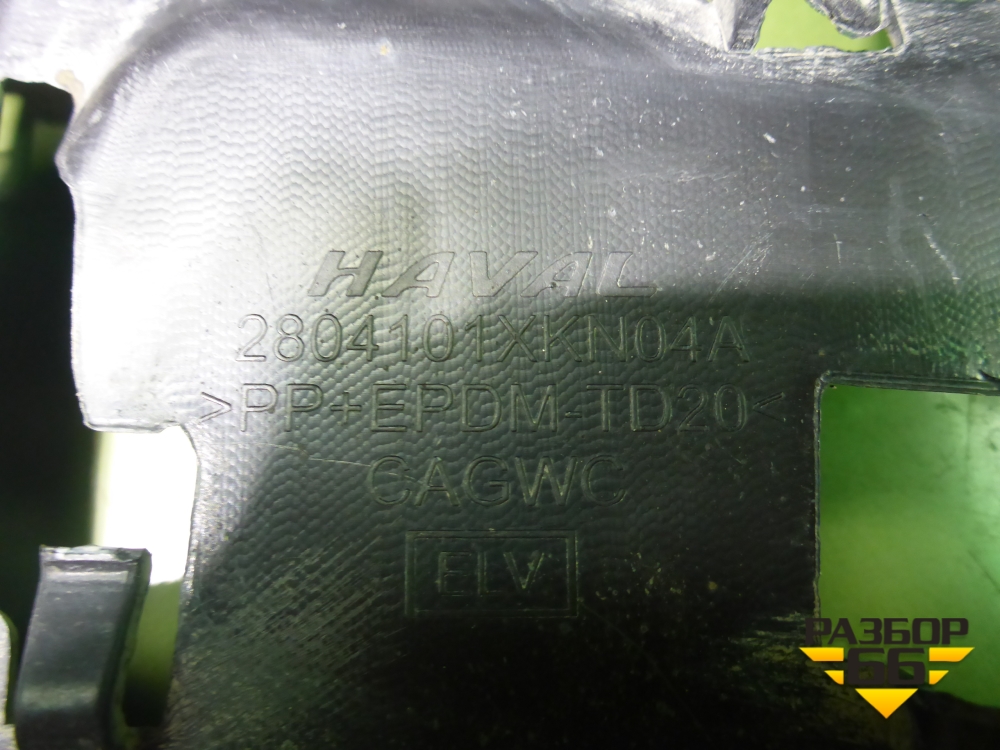 HAVAL
2804101XKN04A
>PP+EPDM-TD20<
CAGWC
ELV
РАЗБОР
66